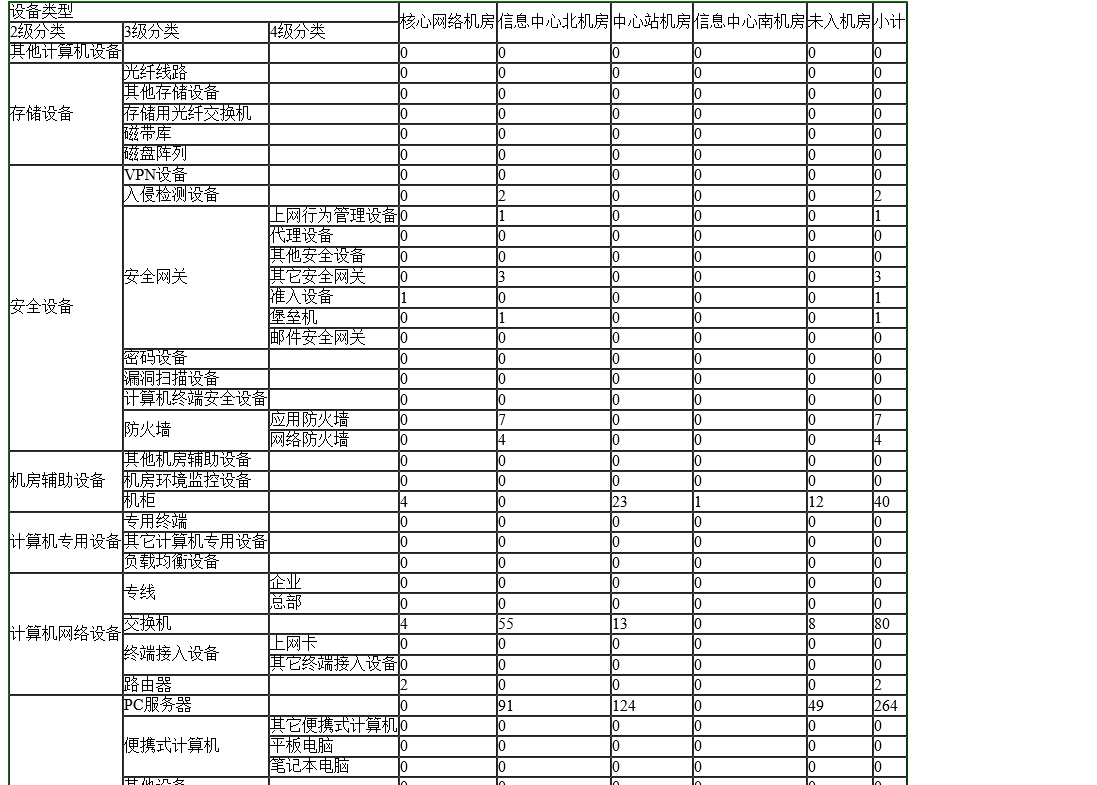 设备类型 核心网络机房 信息中心北机房 中心站机房 信息中心南机房 未入机房 小计
2级分类 3级分类 4级分类
其他计算机设备 0 0 0 0 0 0
存储设备 光纤线路 0 0 0 0 0 0
其他存储设备 0 0 0 0 0 0
存储用光纤交换机 0 0 0 0 0 0
磁带库 0 0 0 0 0 0
磁盘阵列 0 0 0 0 0 0
安全设备 VPN设备 0 0 0 0 0 0
入侵检测设备 0 2 0 0 0 2
安全网关 上网行为管理设备 0 1 0 0 0 1
代理设备 0 0 0 0 0 0
其他安全设备 0 0 0 0 0 0
其它安全网关 0 3 0 0 0 3
准入设备 1 0 0 0 0 1
堡垒机 0 1 0 0 0 1
邮件安全网关 0 0 0 0 0 0
密码设备 0 0 0 0 0 0
漏洞扫描设备 0 0 0 0 0 0
计算机终端安全设备 0 0 0 0 0 0
防火墙 应用防火墙 0 7 0 0 0 7
网络防火墙 0 4 0 0 0 4
机房辅助设备 其他机房辅助设备 0 0 0 0 0 0
机房环境监控设备 0 0 0 0 0 0
机柜 4 0 23 1 12 40
计算机专用设备 专用终端 0 0 0 0 0 0
其它计算机专用设备 0 0 0 0 0 0
负载均衡设备 0 0 0 0 0 0
计算机网络设备 专线 企业 0 0 0 0 0 0
总部 0 0 0 0 0 0
交换机 4 55 13 0 8 80
终端接入设备 上网卡 0 0 0 0 0 0
其它终端接入设备 0 0 0 0 0 0
路由器 2 0 0 0 0 2
PC服务器 0 91 124 0 49 264
便携式计算机 其它便携式计算机 0 0 0 0 0 0
平板电脑 0 0 0 0 0 0
笔记本电脑 0 0 0 0 0 0
其他设备 0 0 0 0 0 0